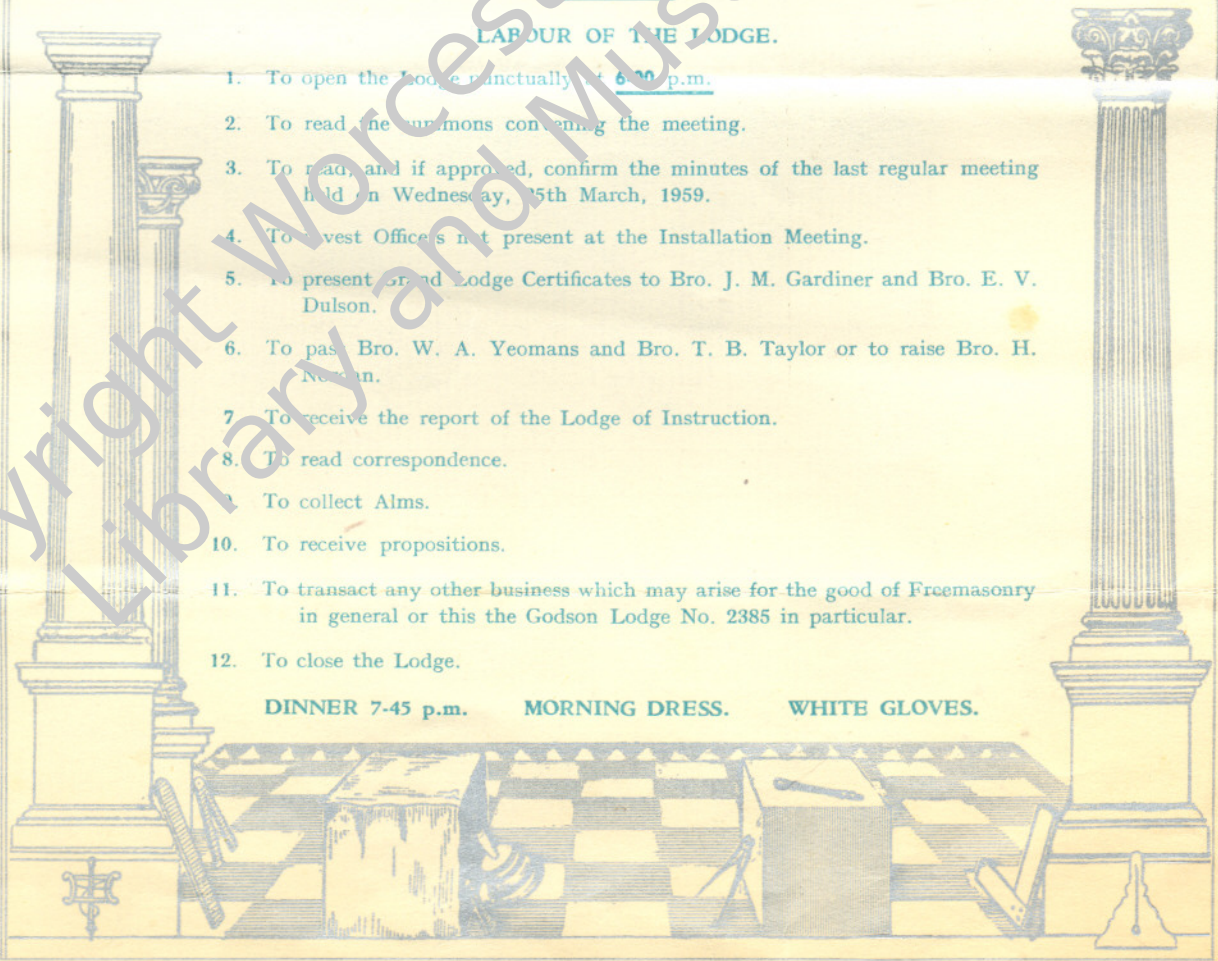 LABOUR OF THE LODGE.
1. To open the Lodge punctually at 6-00 p.m.
2. To read the summons convening the meeting.
3. To read, and if approved, confirm the minutes of the last regular meeting
held on Wednesday, 25th March, 1959.
4. To invest Officers not present at the Installation Meeting.
5. To present Grand Lodge Certificates to Bro. J. M. Gardiner and Bro. E. V.
Dulson.
6. To pass Bro. W. A. Yeomans and Bro. T. B. Taylor or to raise Bro. H.
7 To receive the report of the Lodge of Instruction.
8. To read correspondence.
9. To collect Alms.
10. To receive propositions.
11. To transact any other business which may arise for the good of Freemasonry
in general or this the Godson Lodge No. 2385 in particular.
12. To close the Lodge.
DINNER 7-45 p.m. MORNING DRESS. WHITE GLOVES.
yright Worcest
Library and Mus